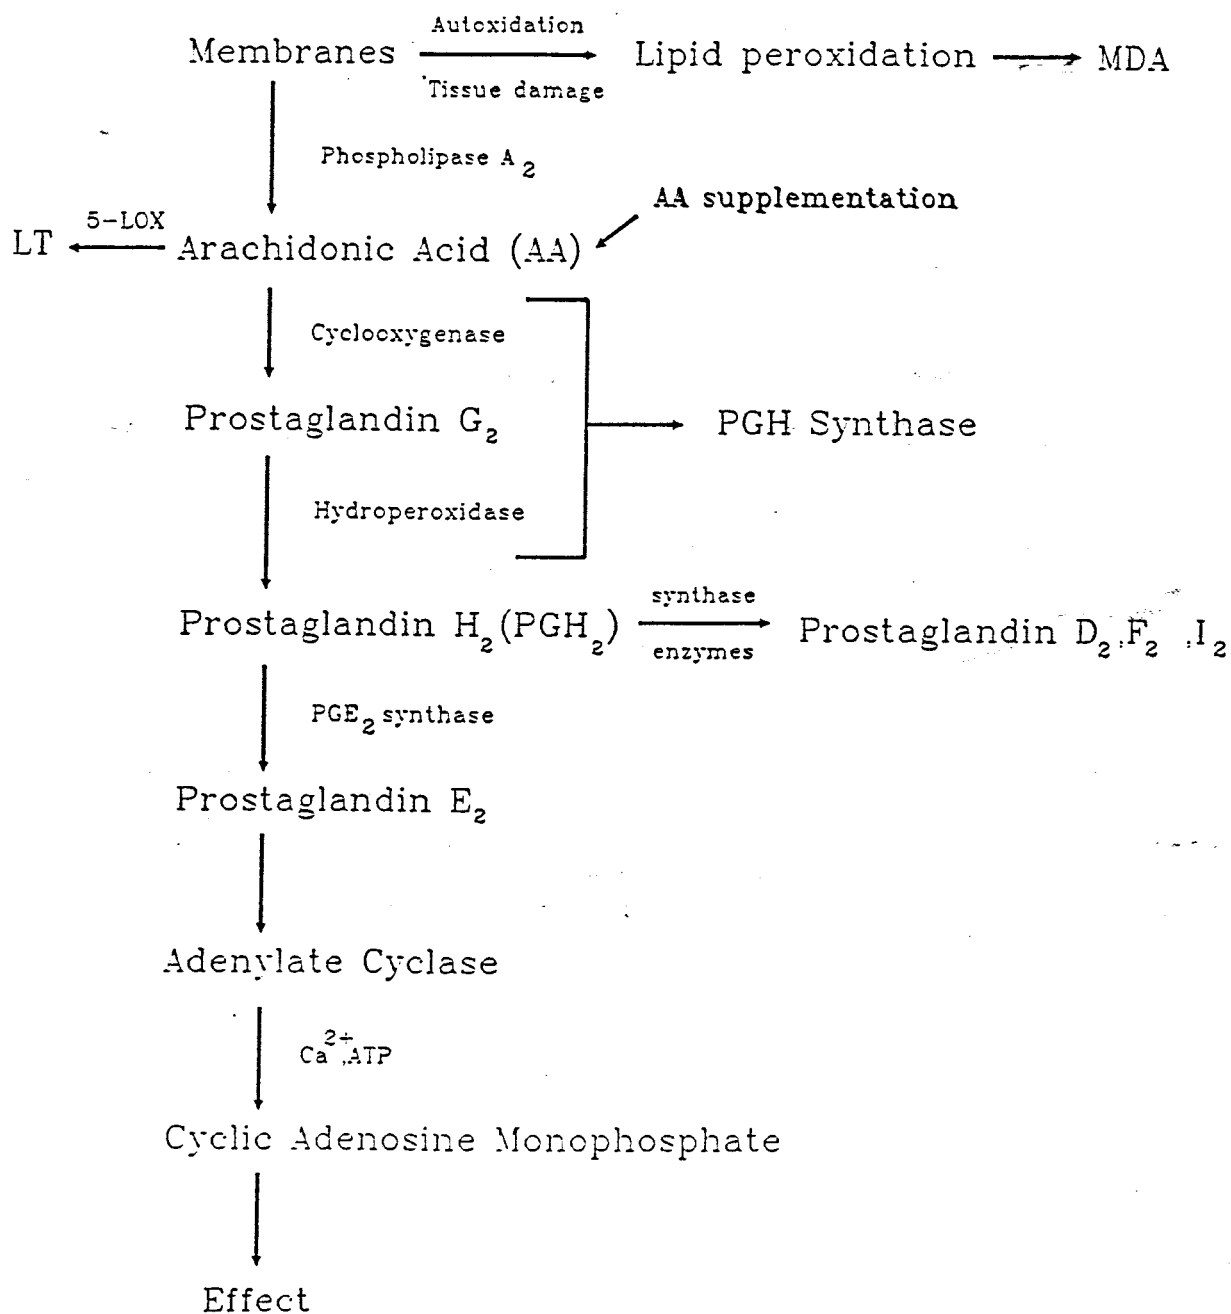 Autoxidation
Membranes Lipid peroxidation MDA
Tissue damage
Phospholipase A2
AA supplementation
5-LOX
LT Arachidonic Acid (AA)
Cyclooxygenase
Prostaglandin G2 PGH Synthase
Hydroperoxidase
synthase
Prostaglandin H2(PGH2) Prostaglandin D2,F2 ,I2
enzymes
PGE2 synthase
Prostaglandin E2
Adenylate Cyclase
Ca2+,ATP
Cyclic Adenosine Monophosphate
Effect